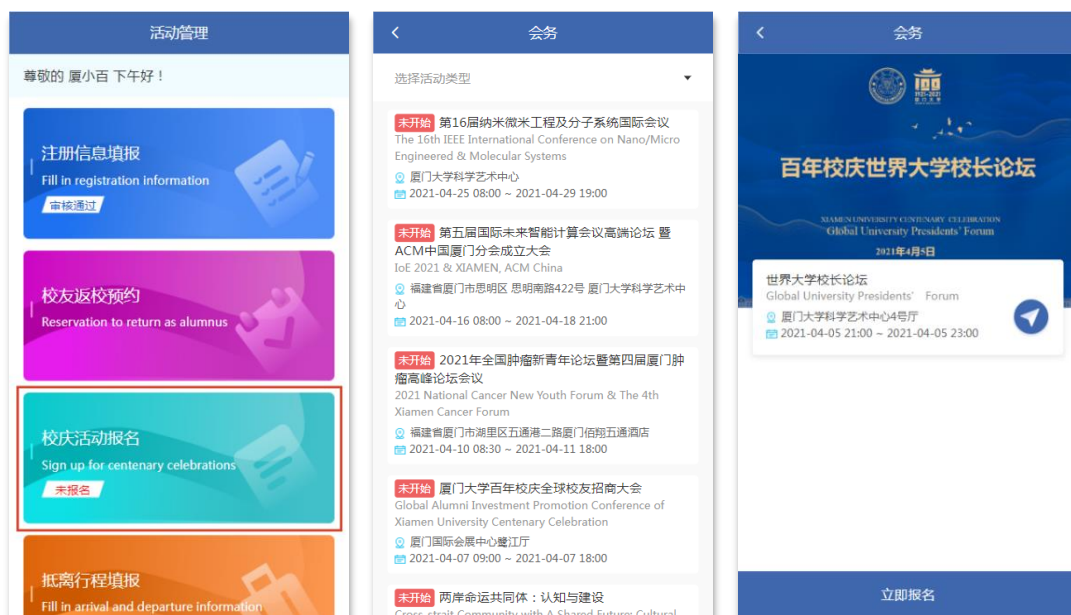 活动管理
尊敬的 厦小百 下午好！
注册信息填报
Fill in registration information
审核通过
校友返校预约
Reservation to return as alumnus
校庆活动报名
Sign up for centenary celebrations
未报名
抵离行程填报
Fill in arrival and departure information
会务
选择活动类型
未开始 第16届纳米微米工程及分子系统国际会议
The 16th IEEE International Conference on Nano/Micro
Engineered & Molecular Systems
厦门大学科学艺术中心
2021-04-25 08:00 ~ 2021-04-29 19:00
未开始 第五届国际未来智能计算会议高端论坛 暨
ACM中国厦门分会成立大会
IoE 2021 & XIAMEN, ACM China
福建省厦门市思明区 思明南路422号 厦门大学科学艺术中
心
2021-04-16 08:00 ~ 2021-04-18 21:00
未开始 2021年全国肿瘤新青年论坛暨第四届厦门肿
瘤高峰论坛会议
2021 National Cancer New Youth Forum & The 4th
Xiamen Cancer Forum
福建省厦门市湖里区五通港二路厦门佰翔五通酒店
2021-04-10 08:30 ~ 2021-04-11 18:00
未开始 厦门大学百年校庆全球校友招商大会
Global Alumni Investment Promotion Conference of
Xiamen University Centenary Celebration
厦门国际会展中心鹭江厅
2021-04-07 09:00 ~ 2021-04-07 18:00
未开始 两岸命运共同体：认知与建设
Cross-strait Community with A Shared Future: Cultural
会务
100
1921-2021
百年校庆世界大学校长论坛
XIAMEN UNIVERSITY CENTENARY CELEBRATION
Global University Presidents' Forum
2021年4月5日
世界大学校长论坛
Global University Presidents' Forum
厦门大学科学艺术中心4号厅
2021-04-05 21:00 ~ 2021-04-05 23:00
立即报名